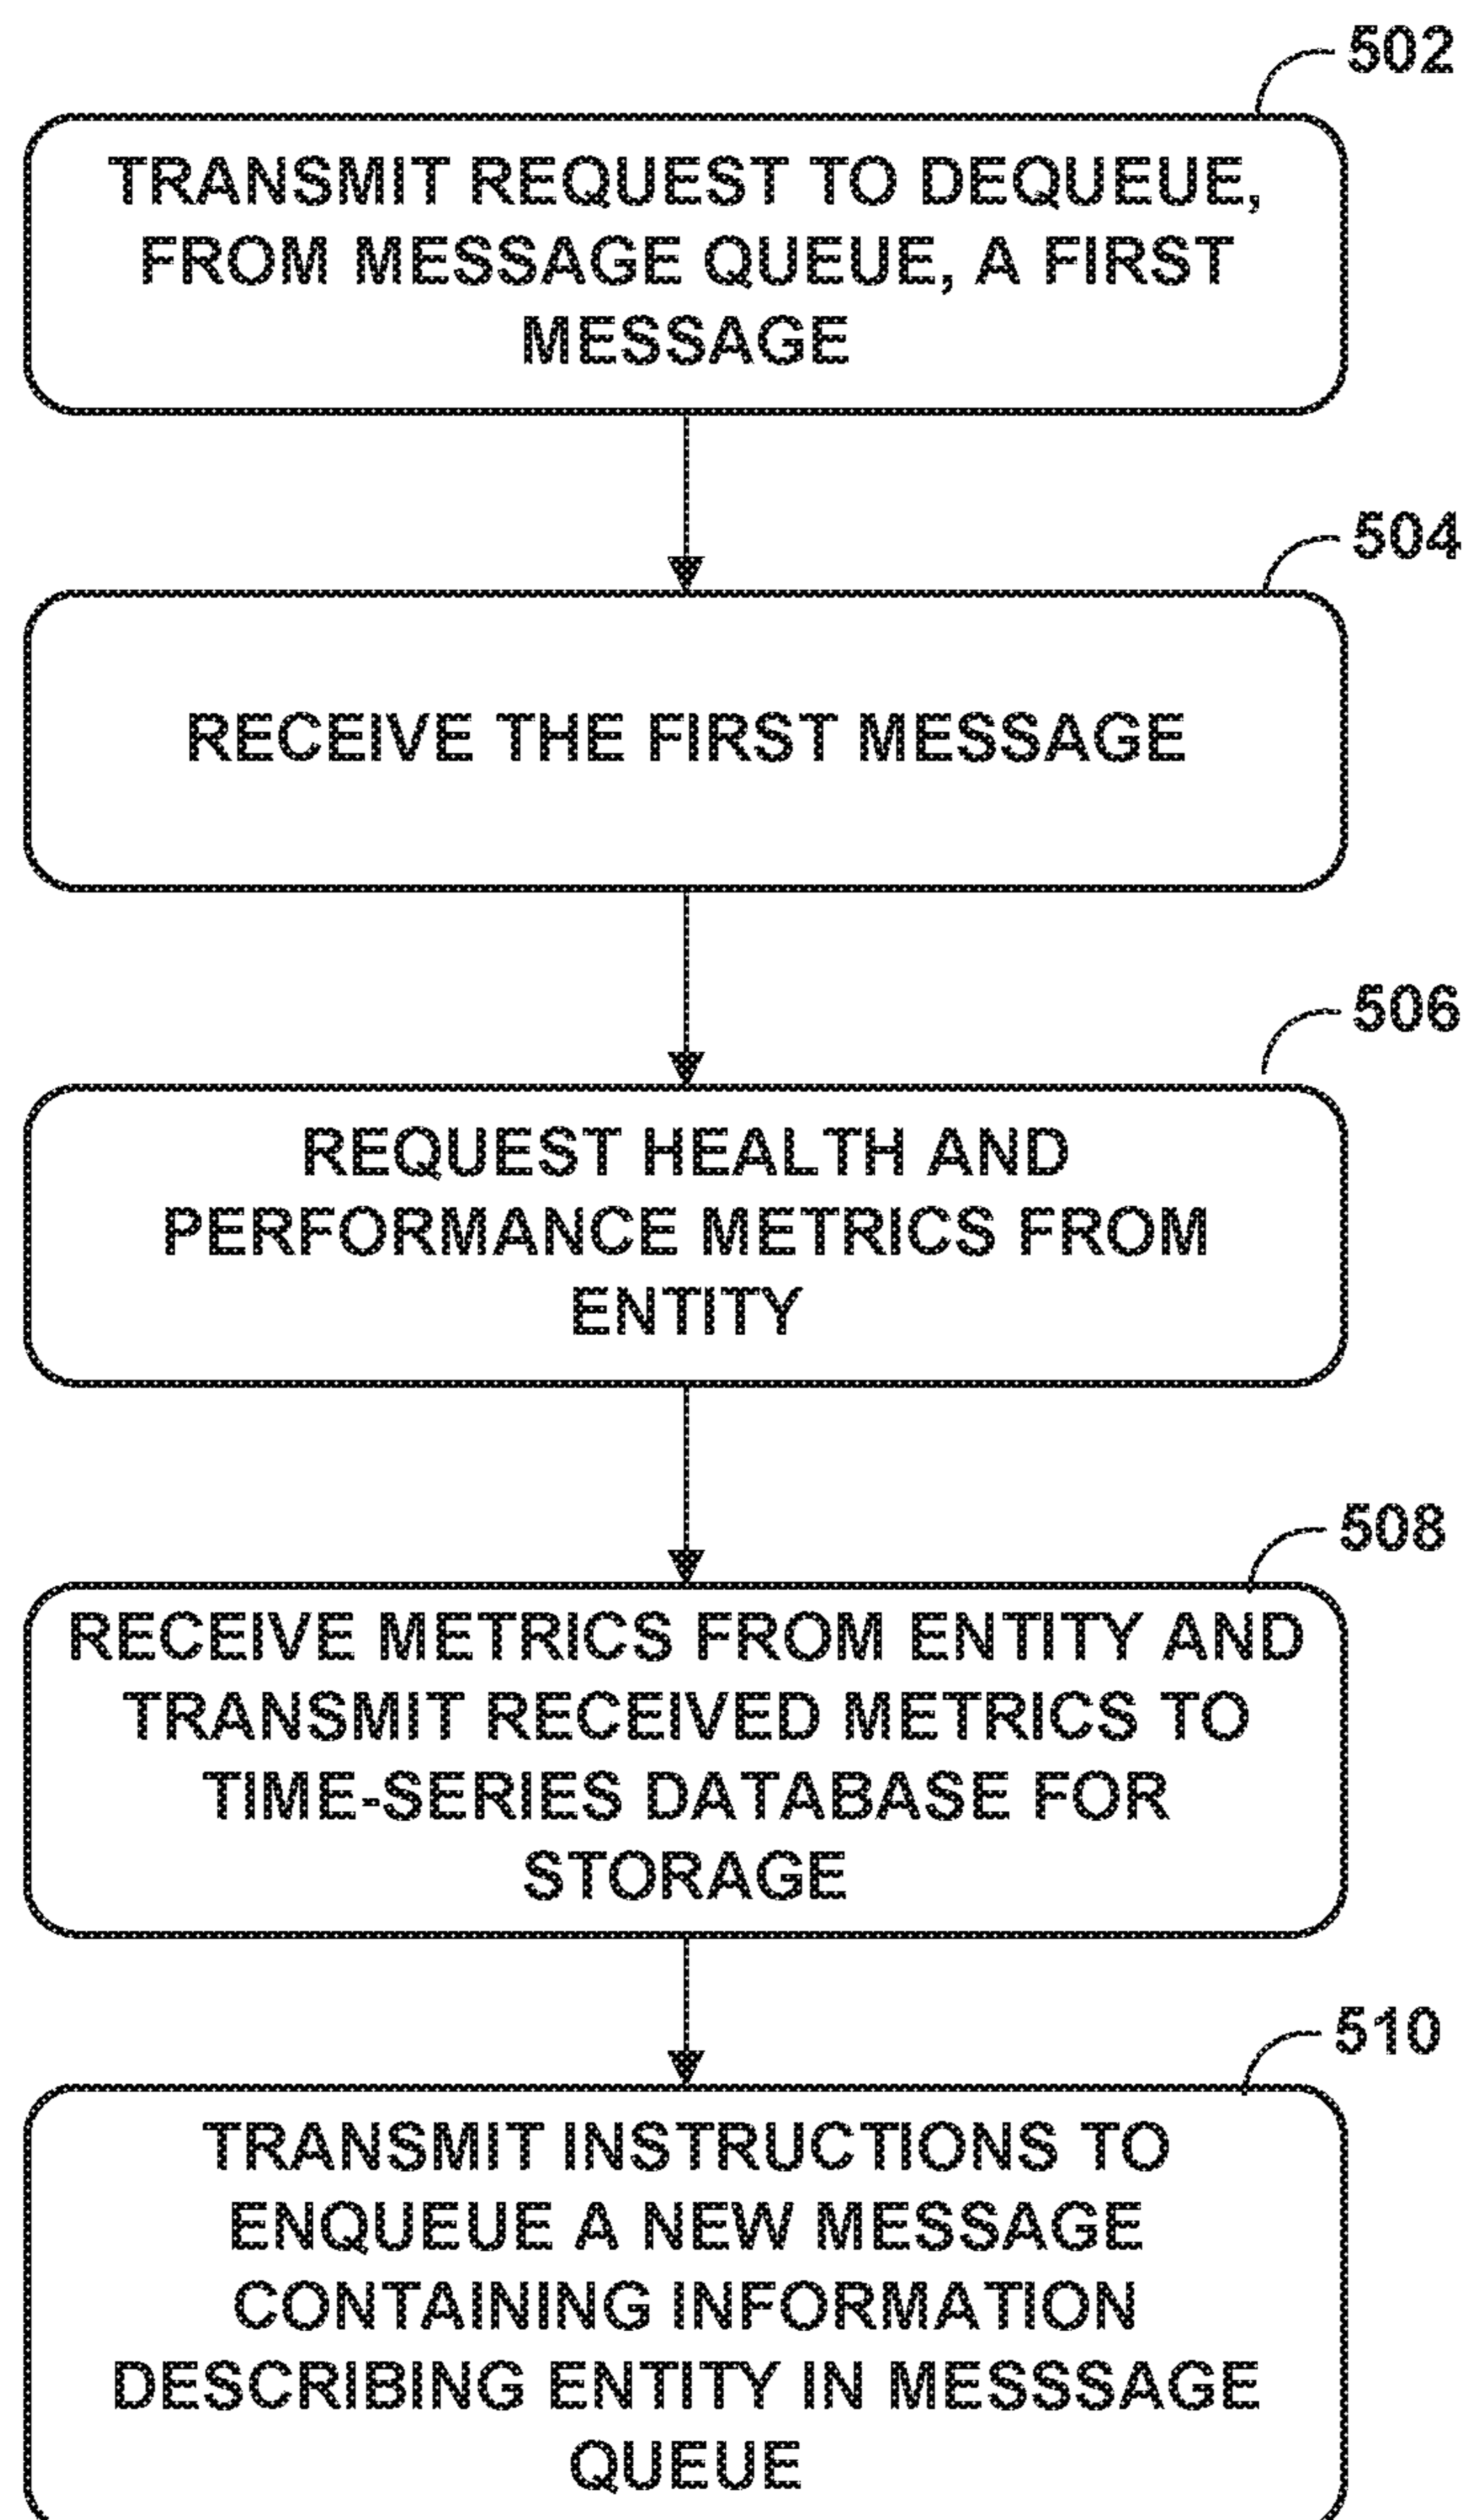 502
TRANSMIT REQUEST TO DEQUEUE,
FROM MESSAGE QUEUE, A FIRST
MESSAGE
504
RECEIVE THE FIRST MESSAGE
506
REQUEST HEALTH AND
PERFORMANCE METRICS FROM
ENTITY
508
RECEIVE METRICS FROM ENTITY AND
TRANSMIT RECEIVED METRICS TO
TIME-SERIES DATABASE FOR
STORAGE
510
TRANSMIT INSTRUCTIONS TO
ENQUEUE A NEW MESSAGE
CONTAINING INFORMATION
DESCRIBING ENTITY IN MESSSAGE
QUEUE